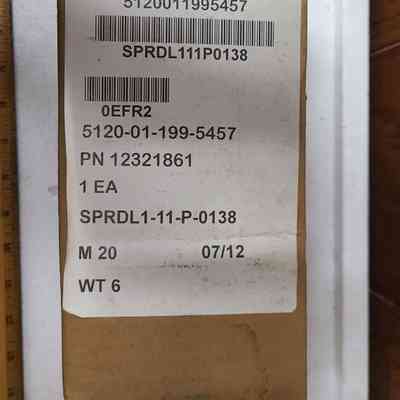 5120011995457
SPRDL111P0138
0EFR2
5120-01-199-5457
PN 12321861
1 EA
SPRDL1-11-P-0138
M 20 07/12
WT 6